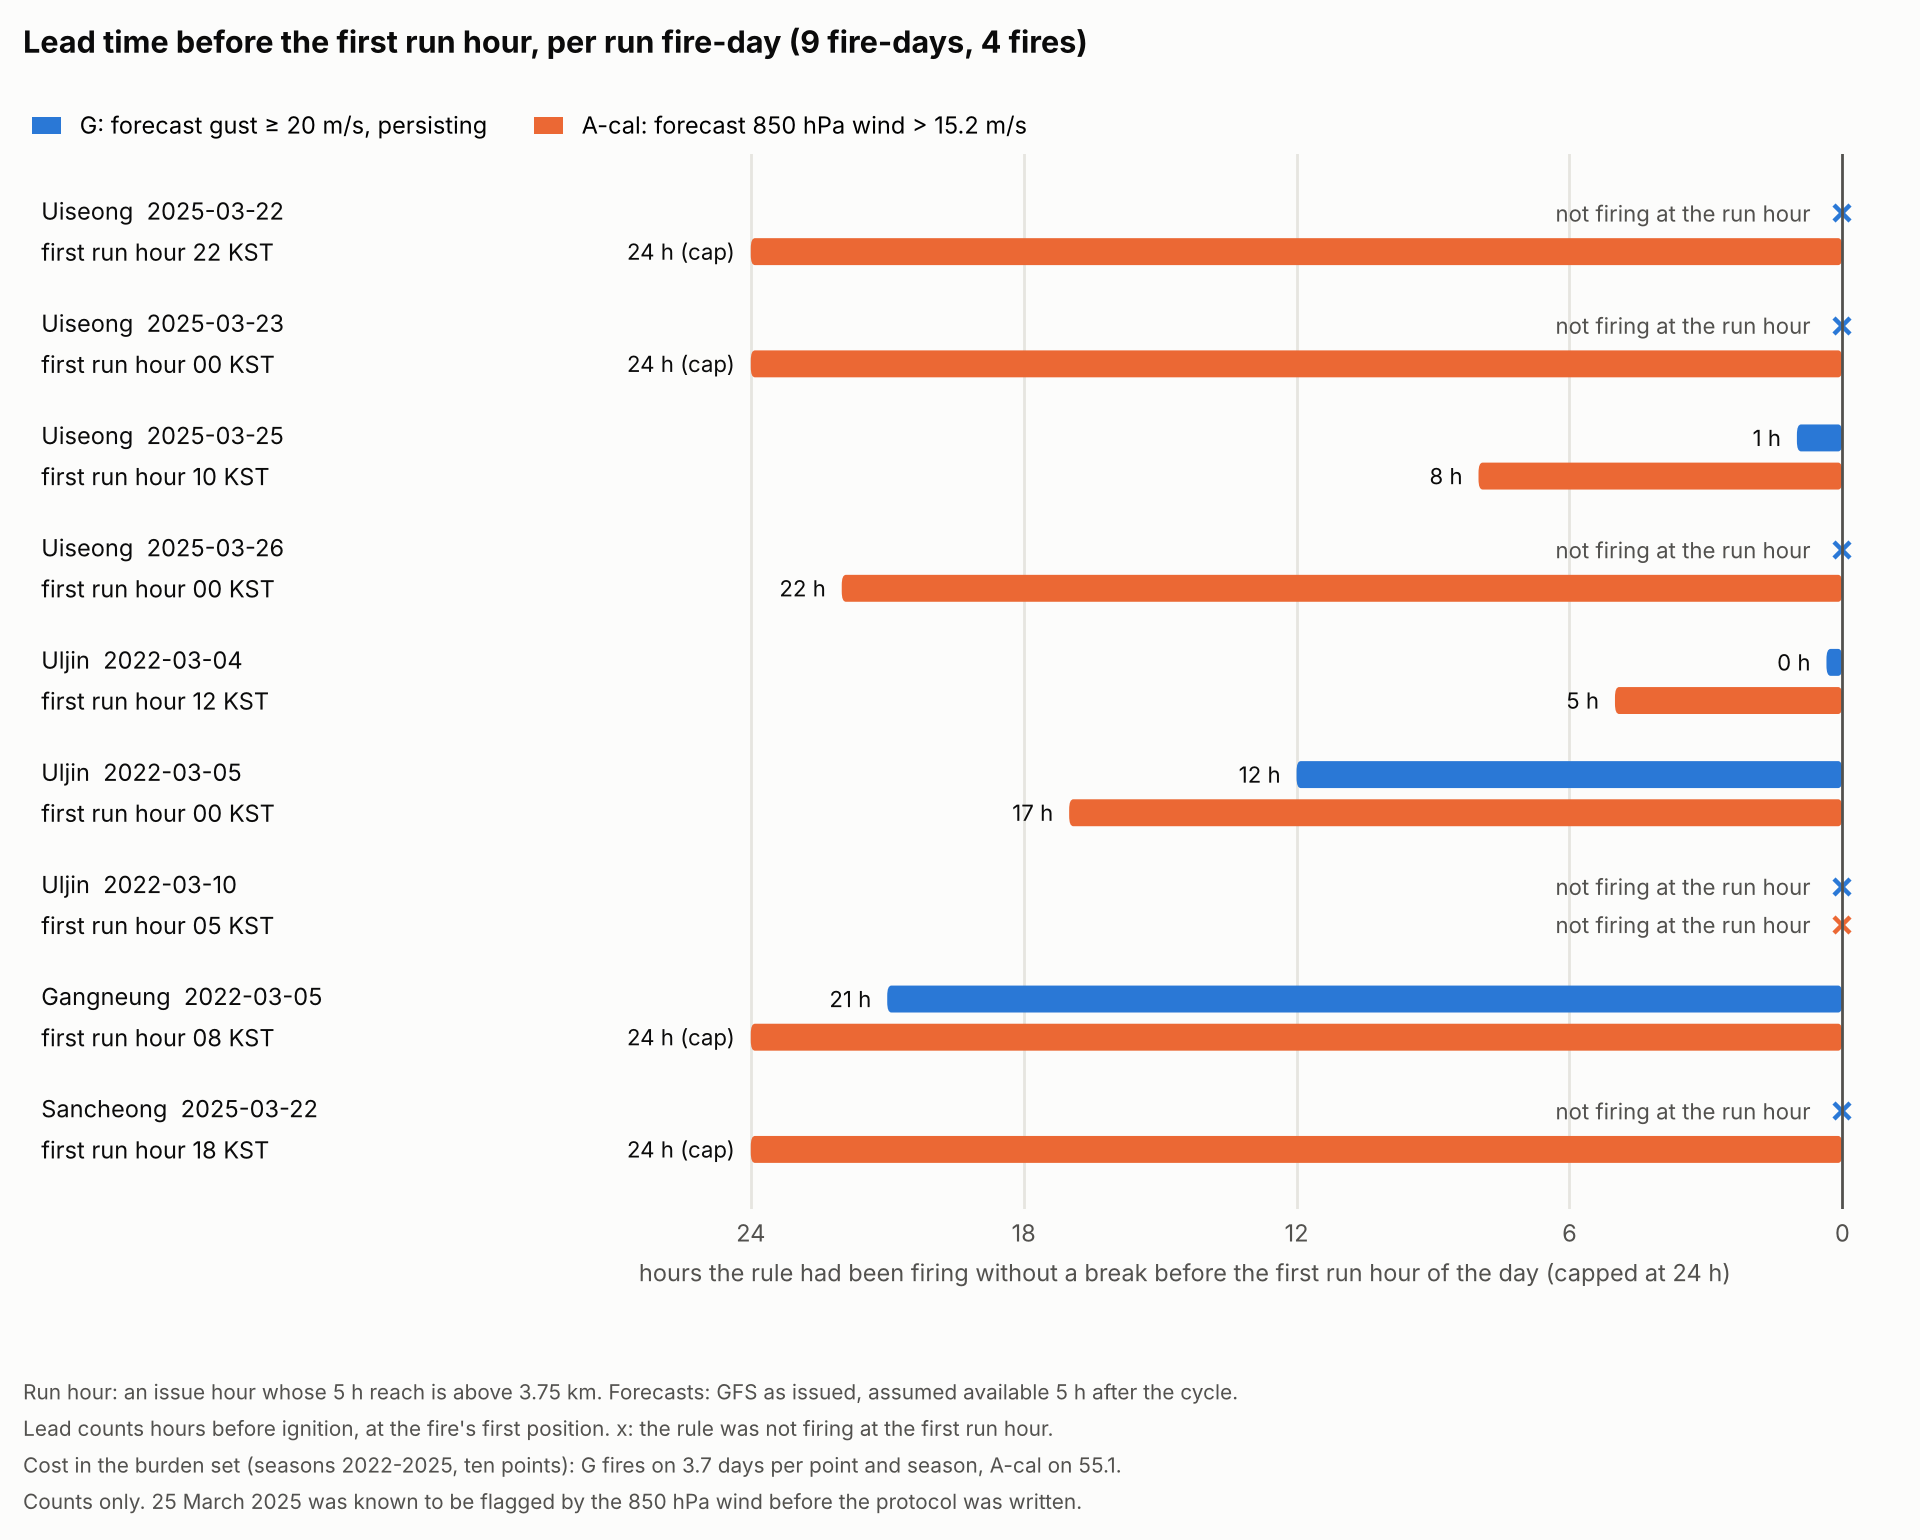 Lead time before the first run hour, per run fire-day (9 fire-days, 4 fires)
G: forecast gust ≥ 20 m/s, persisting
A-cal: forecast 850 hPa wind > 15.2 m/s
Uiseong 2025-03-22
not firing at the run hour
first run hour 22 KST
24 h (cap)
Uiseong 2025-03-23
not firing at the run hour
first run hour 00 KST
24 h (cap)
Uiseong 2025-03-25
1 h
first run hour 10 KST
8 h
Uiseong 2025-03-26
not firing at the run hour
first run hour 00 KST
22 h
Uljin 2022-03-04
0 h
first run hour 12 KST
5 h
Uljin 2022-03-05
12 h
first run hour 00 KST
17 h
Uljin 2022-03-10
not firing at the run hour
first run hour 05 KST
not firing at the run hour
Gangneung 2022-03-05
21 h
first run hour 08 KST
24 h (cap)
Sancheong 2025-03-22
not firing at the run hour
first run hour 18 KST
24 h (cap)
24 18 12 6 0
hours the rule had been firing without a break before the first run hour of the day (capped at 24 h)
Run hour: an issue hour whose 5 h reach is above 3.75 km. Forecasts: GFS as issued, assumed available 5 h after the cycle.
Lead counts hours before ignition, at the fire's first position. x: the rule was not firing at the first run hour.
Cost in the burden set (seasons 2022-2025, ten points): G fires on 3.7 days per point and season, A-cal on 55.1.
Counts only. 25 March 2025 was known to be flagged by the 850 hPa wind before the protocol was written.